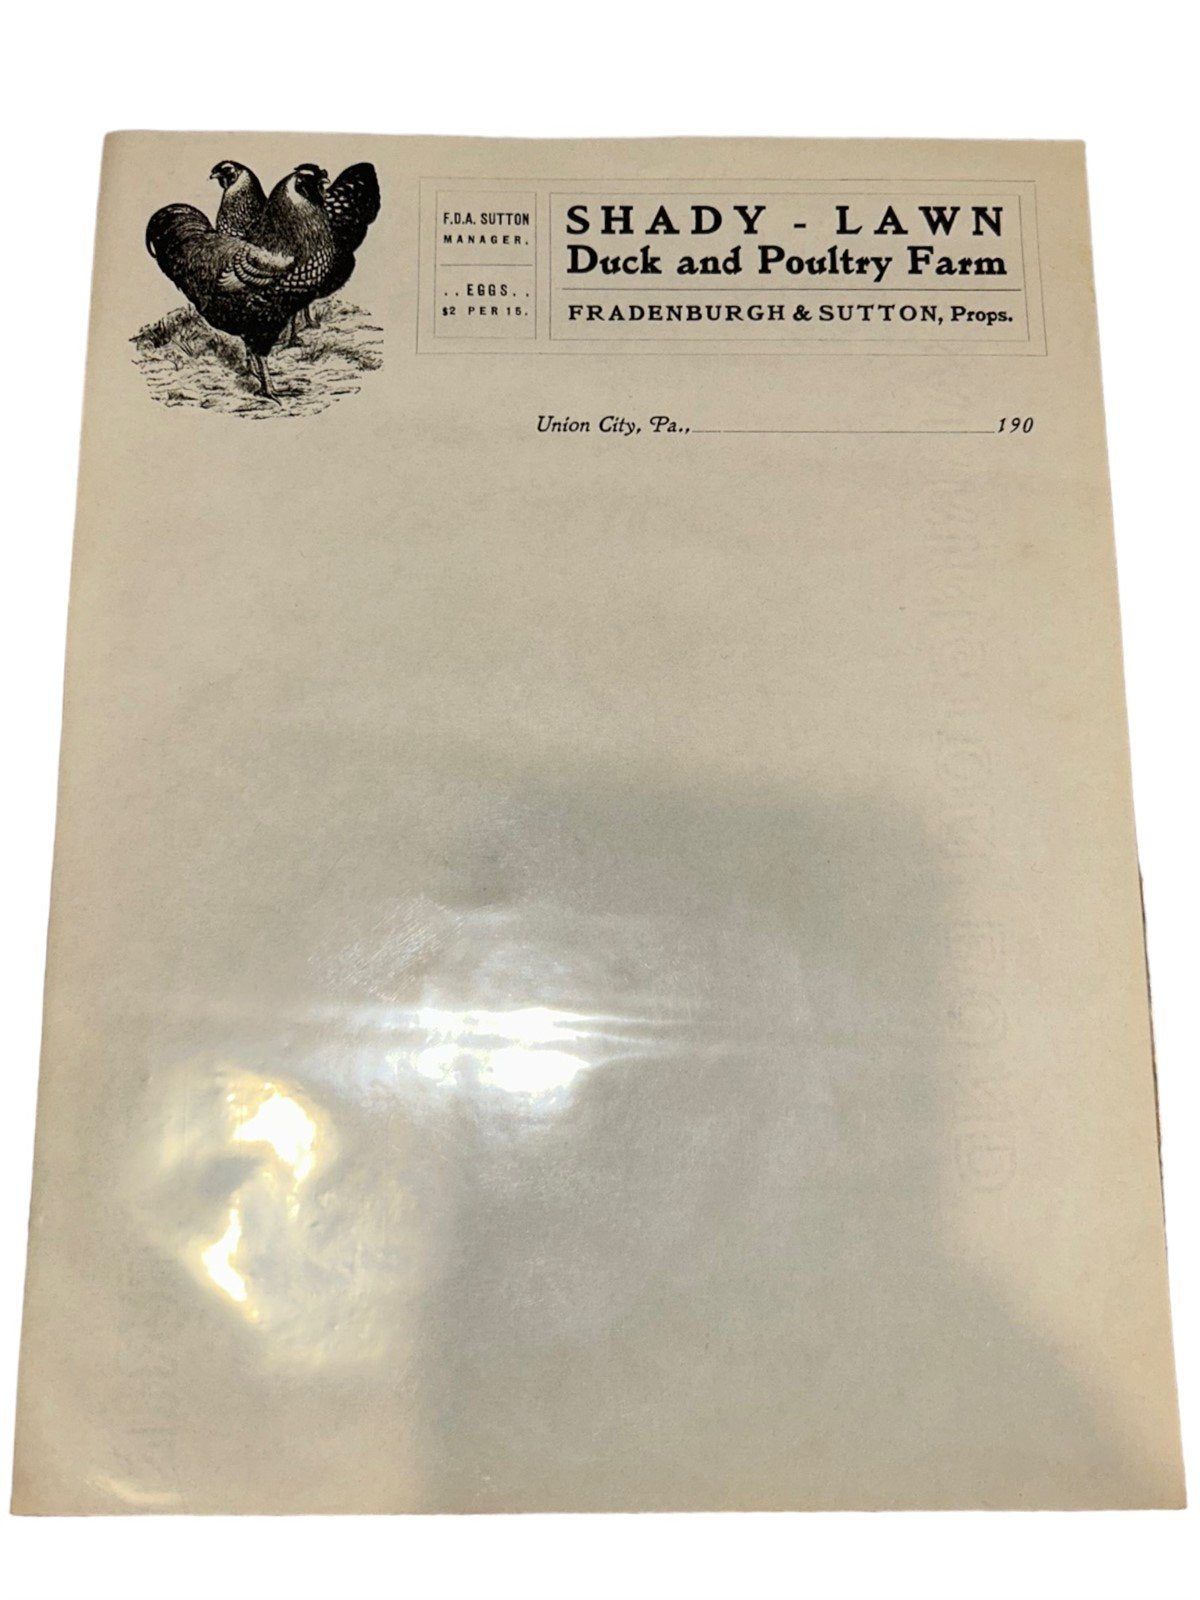 F.D.A. SUTTON
MANAGER.
. . EGGS. .
$2 PER 15.
SHADY - LAWN
Duck and Poultry Farm
FRADENBURGH & SUTTON, Props.
Union City, Pa., 190